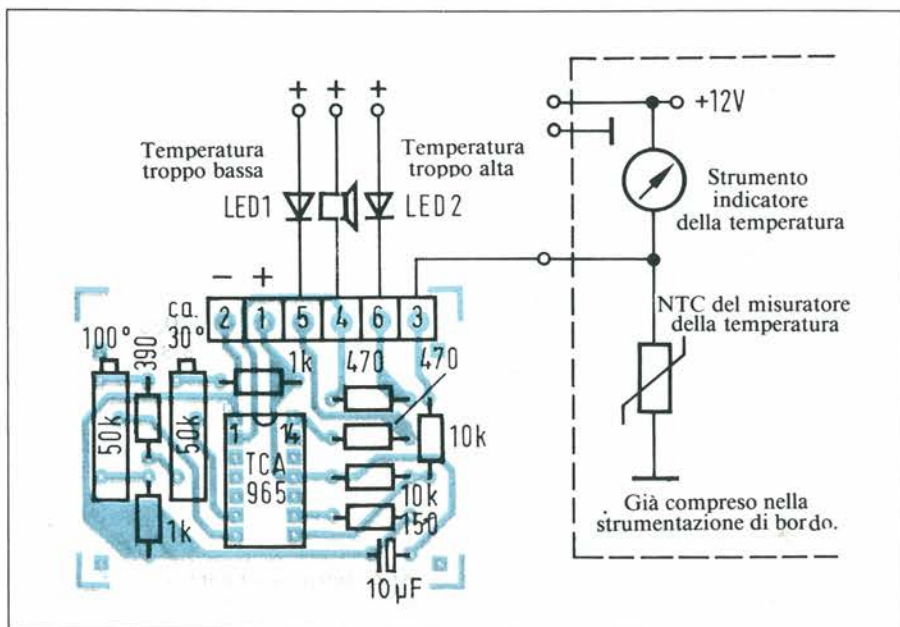 + + +
+12V
Temperatura
troppo bassa
Temperatura
troppo alta
LED1
LED2
Strumento
indicatore
della temperatura
- +
2 1 5 4 6 3
NTC del misuratore
della temperatura
100°
390
ca.
30°
1k
470
470
50k
50k
1
14
TCA
965
10k
10k
150
1k
10µF
Già compreso nella
strumentazione di bordo.